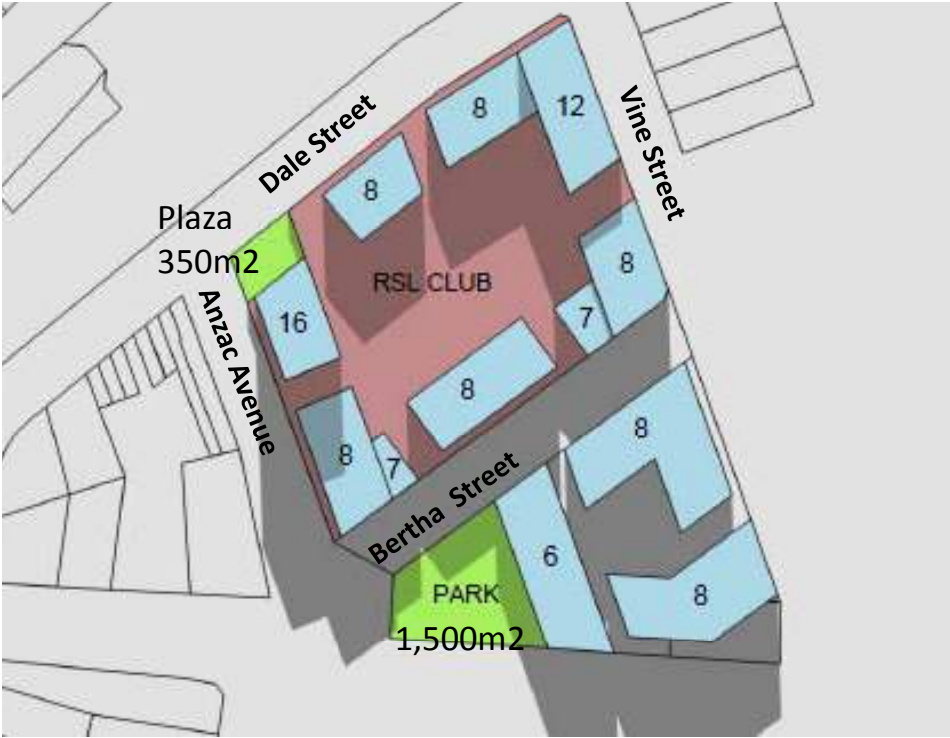 Dale Street
8
12
Vine Street
8
Plaza
350m2
8
RSL CLUB
7
16
Anzac Avenue
8
8
8
7
Bertha Street
6
PARK
8
1,500m2